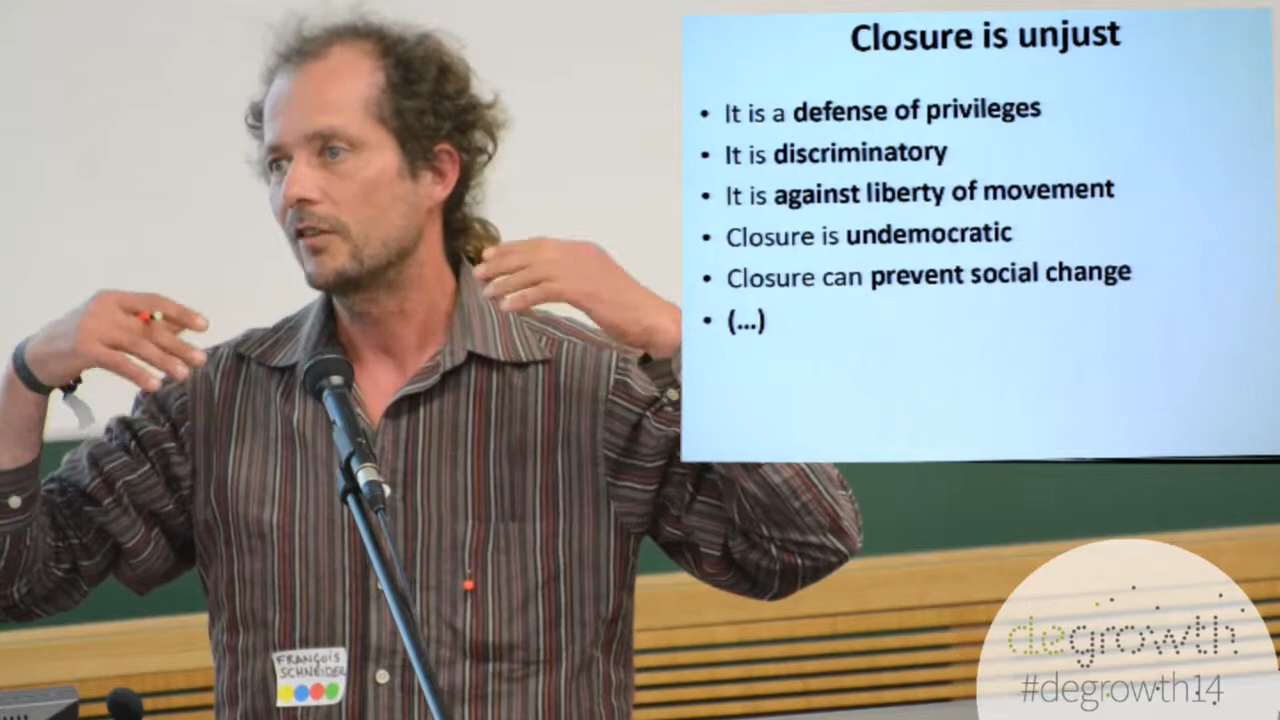 Closure is unjust
• It is a defense of privileges
• It is discriminatory
• It is against liberty of movement
• Closure is undemocratic
• Closure can prevent social change
• (...)
FRANÇOIS
SCHNEIDER
degrowth
#degrowth14